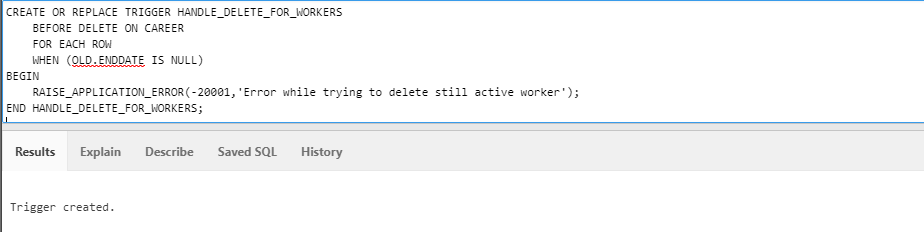 CREATE OR REPLACE TRIGGER HANDLE_DELETE_FOR_WORKERS
    BEFORE DELETE ON CAREER
    FOR EACH ROW
    WHEN (OLD.ENDDATE IS NULL)
BEGIN
    RAISE_APPLICATION_ERROR(-20001,'Error while trying to delete still active worker');
END HANDLE_DELETE_FOR_WORKERS;
Results Explain Describe Saved SQL History
Trigger created.